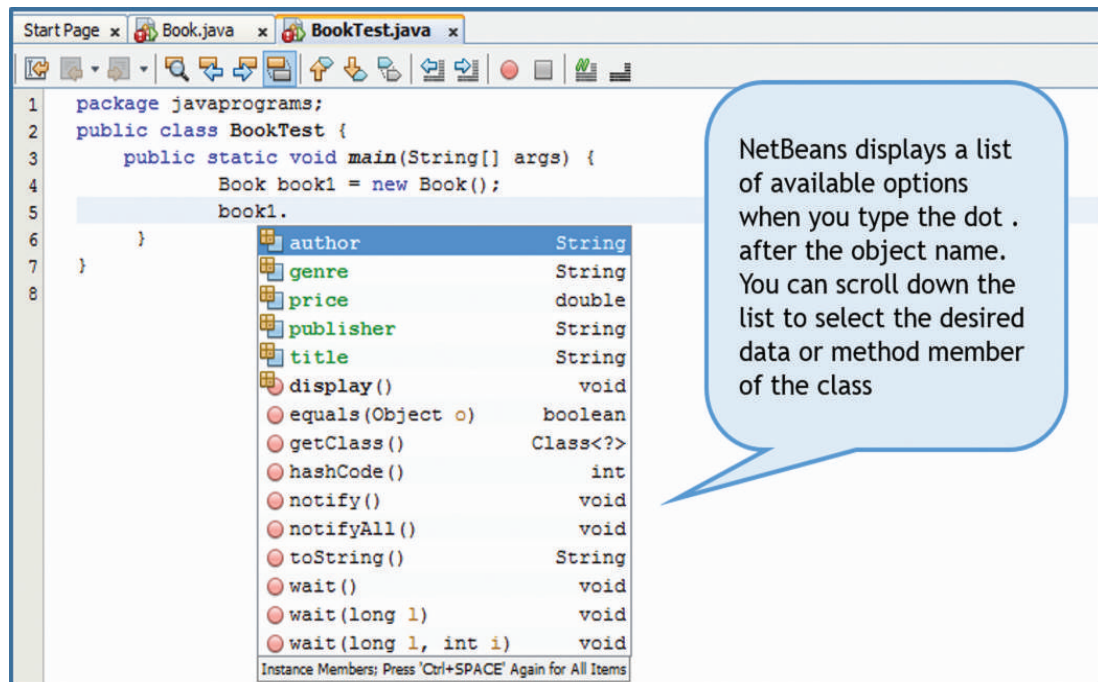 Start Page x Book.java x BookTest.java x
1 package javaprograms;
2 public class BookTest {
3 public static void main(String[] args) {
4 Book book1 = new Book();
5 book1.
6 }
7 }
8
author String
genre String
price double
publisher String
title String
display() void
equals(Object o) boolean
getClass() Class<?>
hashCode() int
notify() void
notifyAll() void
toString() String
wait() void
wait(long l) void
wait(long l, int i) void
Instance Members; Press 'Ctrl+SPACE' Again for All Items
NetBeans displays a list
of available options
when you type the dot .
after the object name.
You can scroll down the
list to select the desired
data or method member
of the class